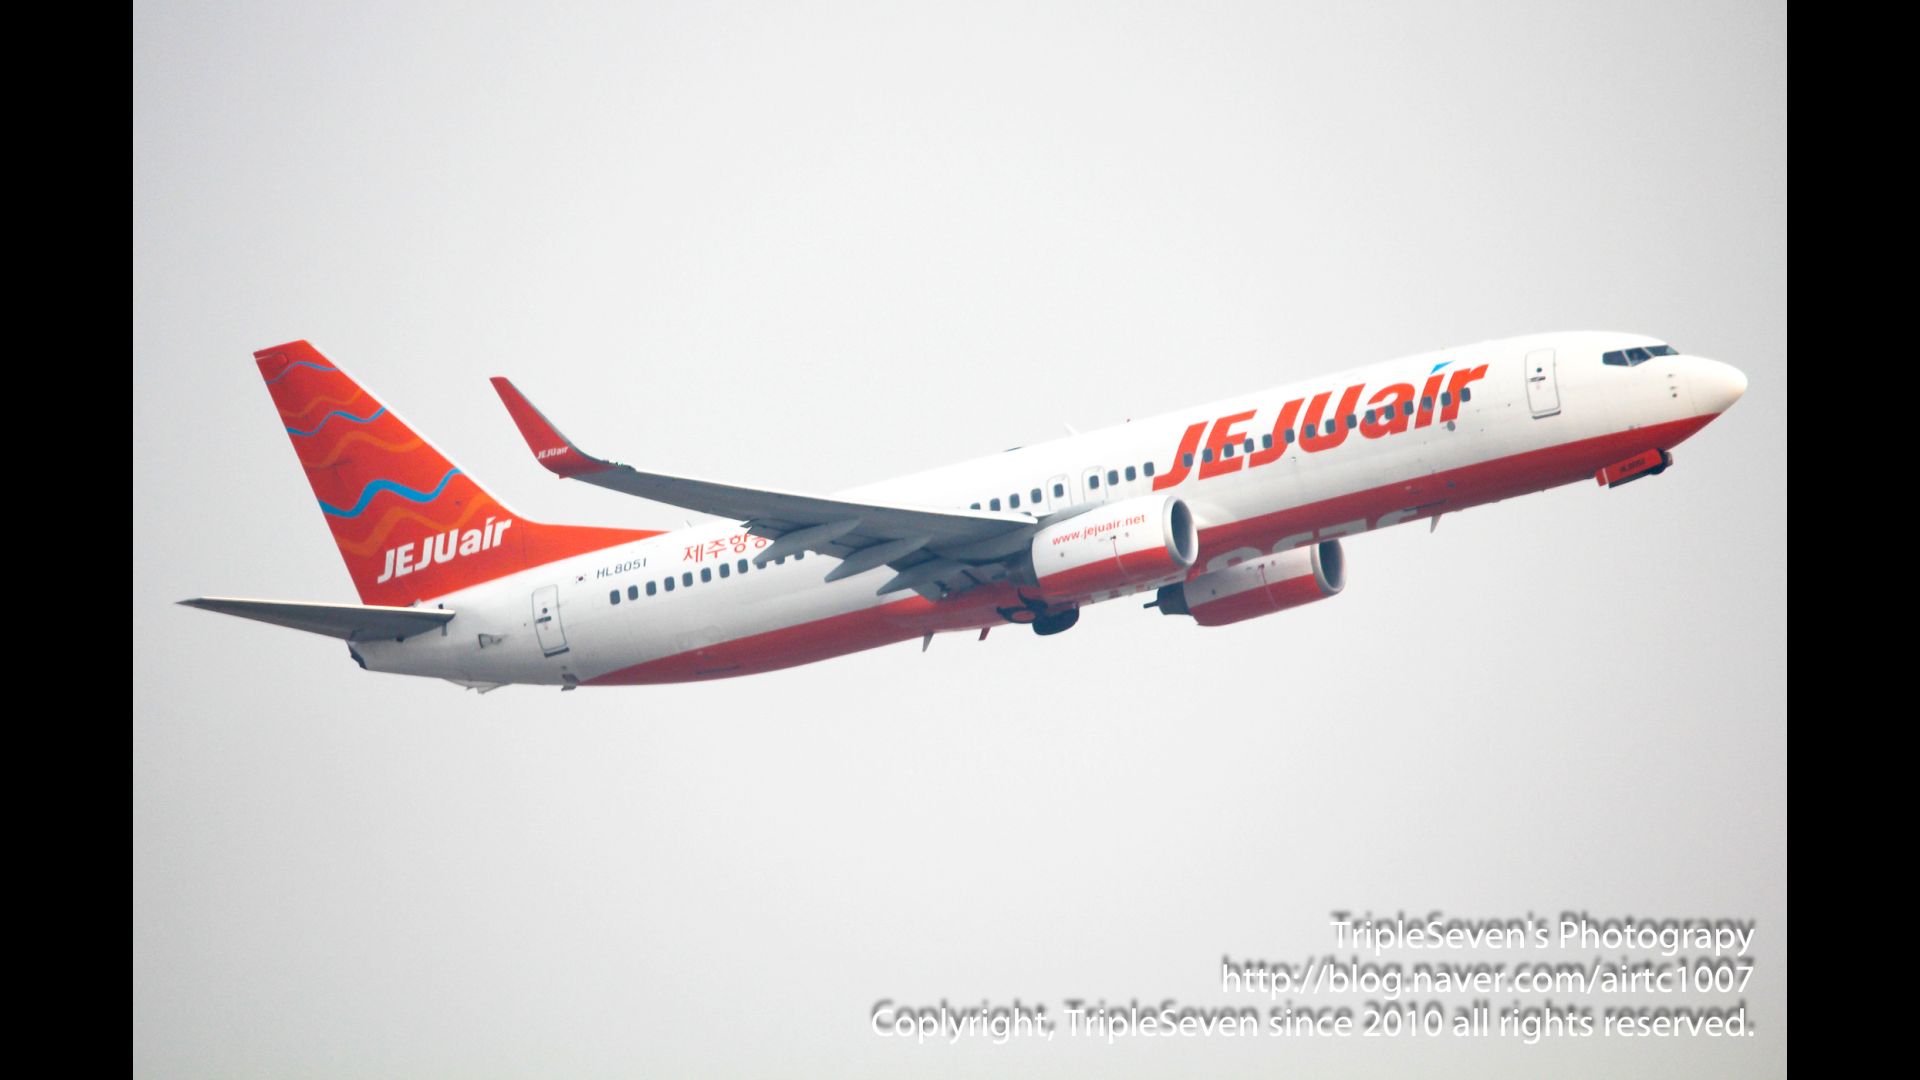 JEJUair
JEJUair
www.jejuair.net
JEJUair
제주항공
HL8051
TripleSeven's Photograpy
http://blog.naver.com/airtc1007
Coplyright, TripleSeven since 2010 all rights reserved.